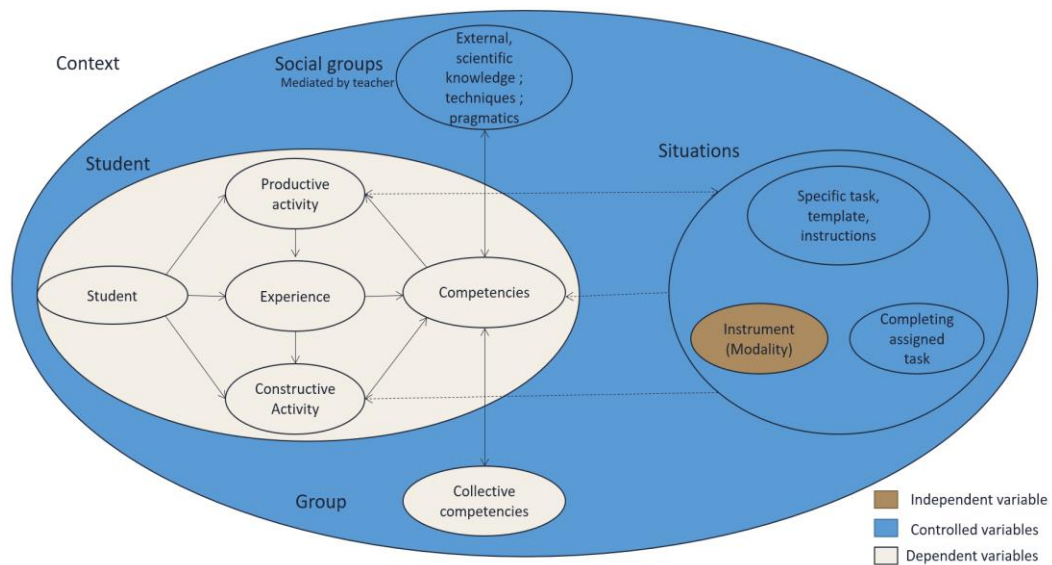 Context
Social groups
Mediated by teacher
External,
scientific
knowledge ;
techniques ;
pragmatics
Student
Situations
Productive
activity
Specific task,
template,
instructions
Student
Experience
Competencies
Instrument
(Modality)
Completing
assigned
task
Constructive
Activity
Group
Collective
competencies
Independent variable
Controlled variables
Dependent variables